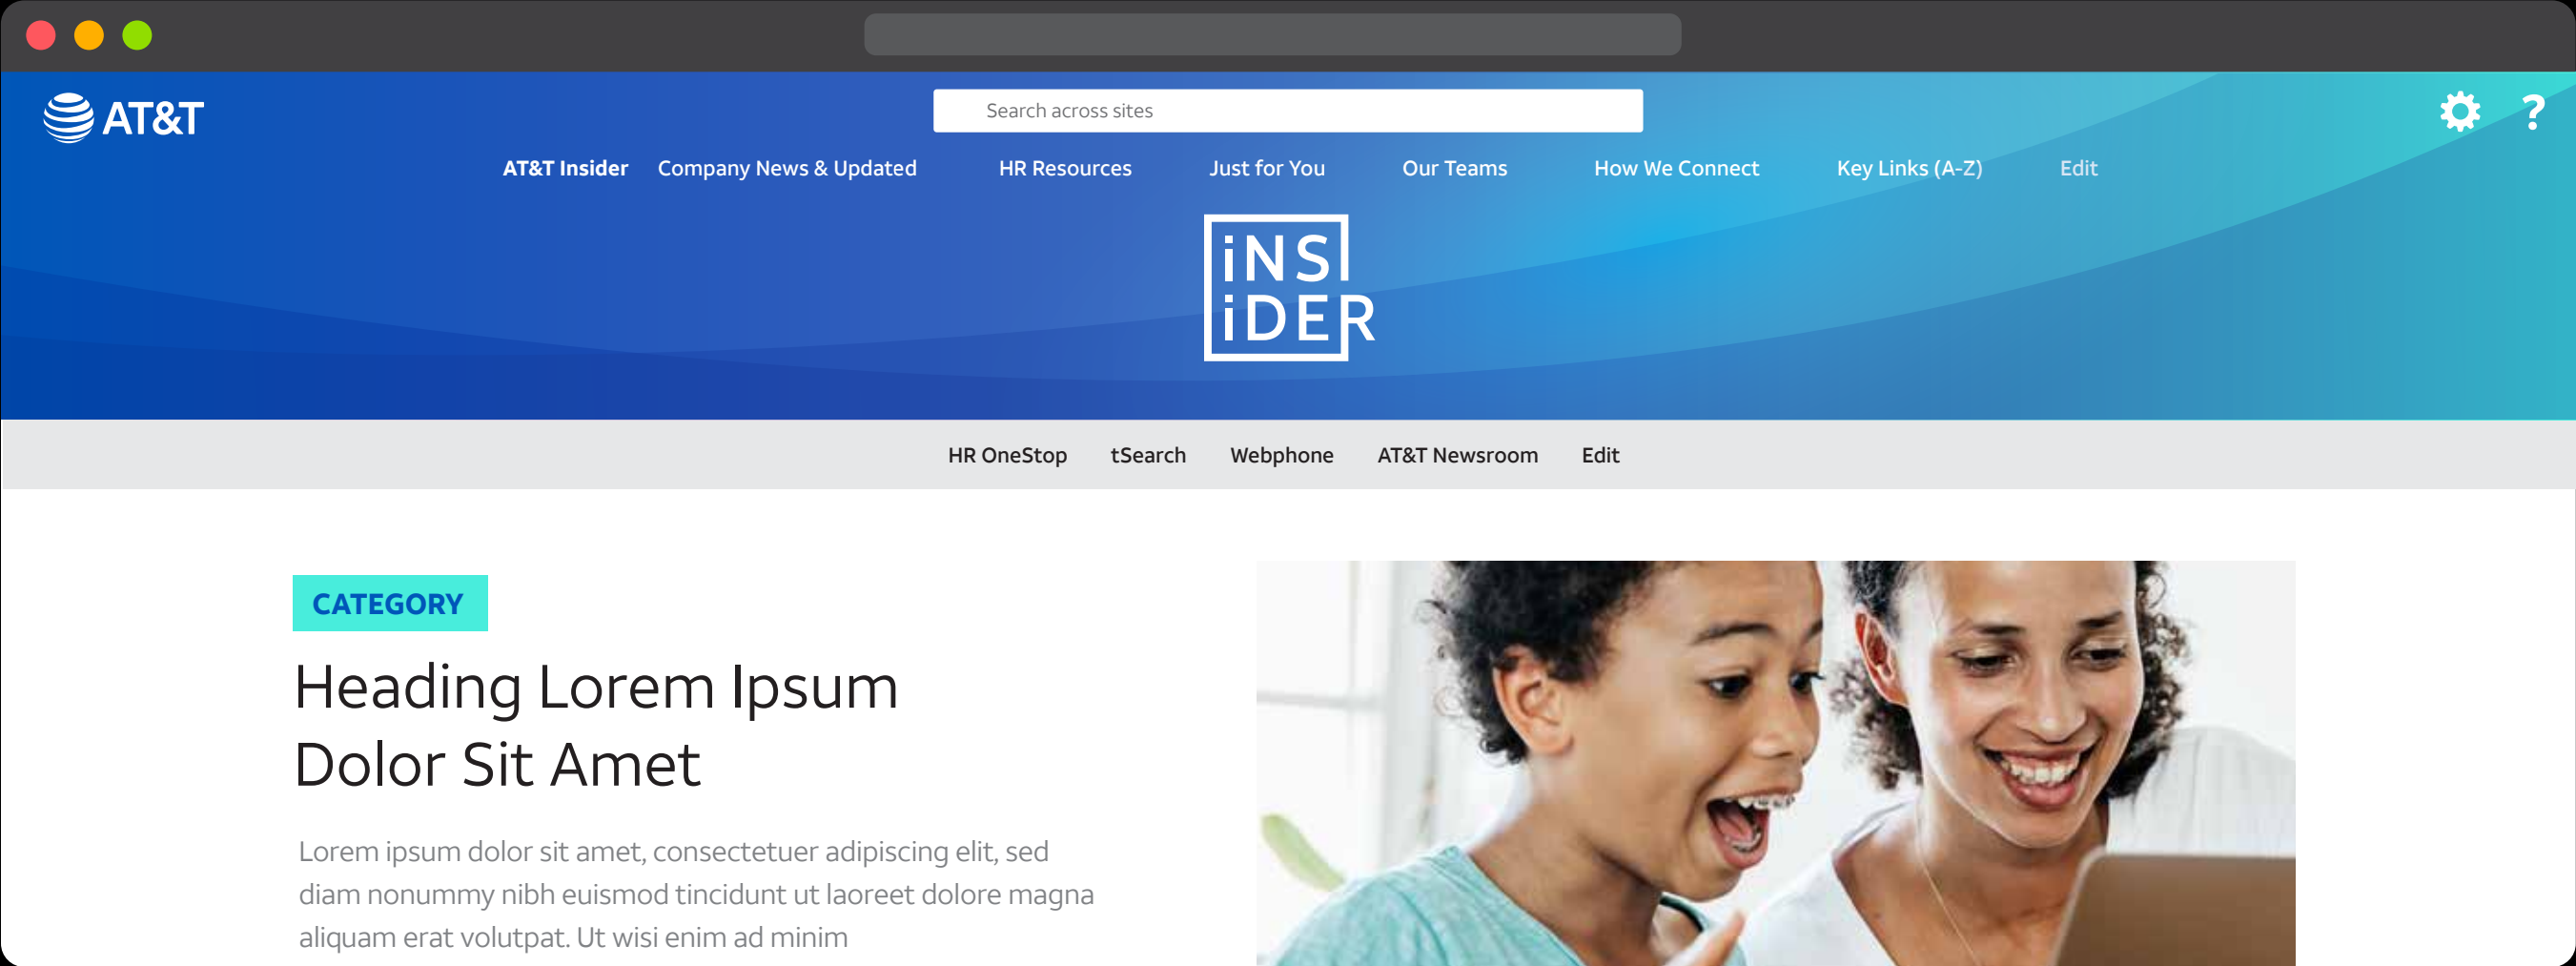 AT&T
Search across sites
?
AT&T Insider Company News & Updated HR Resources Just for You Our Teams How We Connect Key Links (A-Z) Edit
iNS
iDER
HR OneStop tSearch Webphone AT&T Newsroom Edit
CATEGORY
Heading Lorem Ipsum
Dolor Sit Amet
Lorem ipsum dolor sit amet, consectetuer adipiscing elit, sed
diam nonummy nibh euismod tincidunt ut laoreet dolore magna
aliquam erat volutpat. Ut wisi enim ad minim